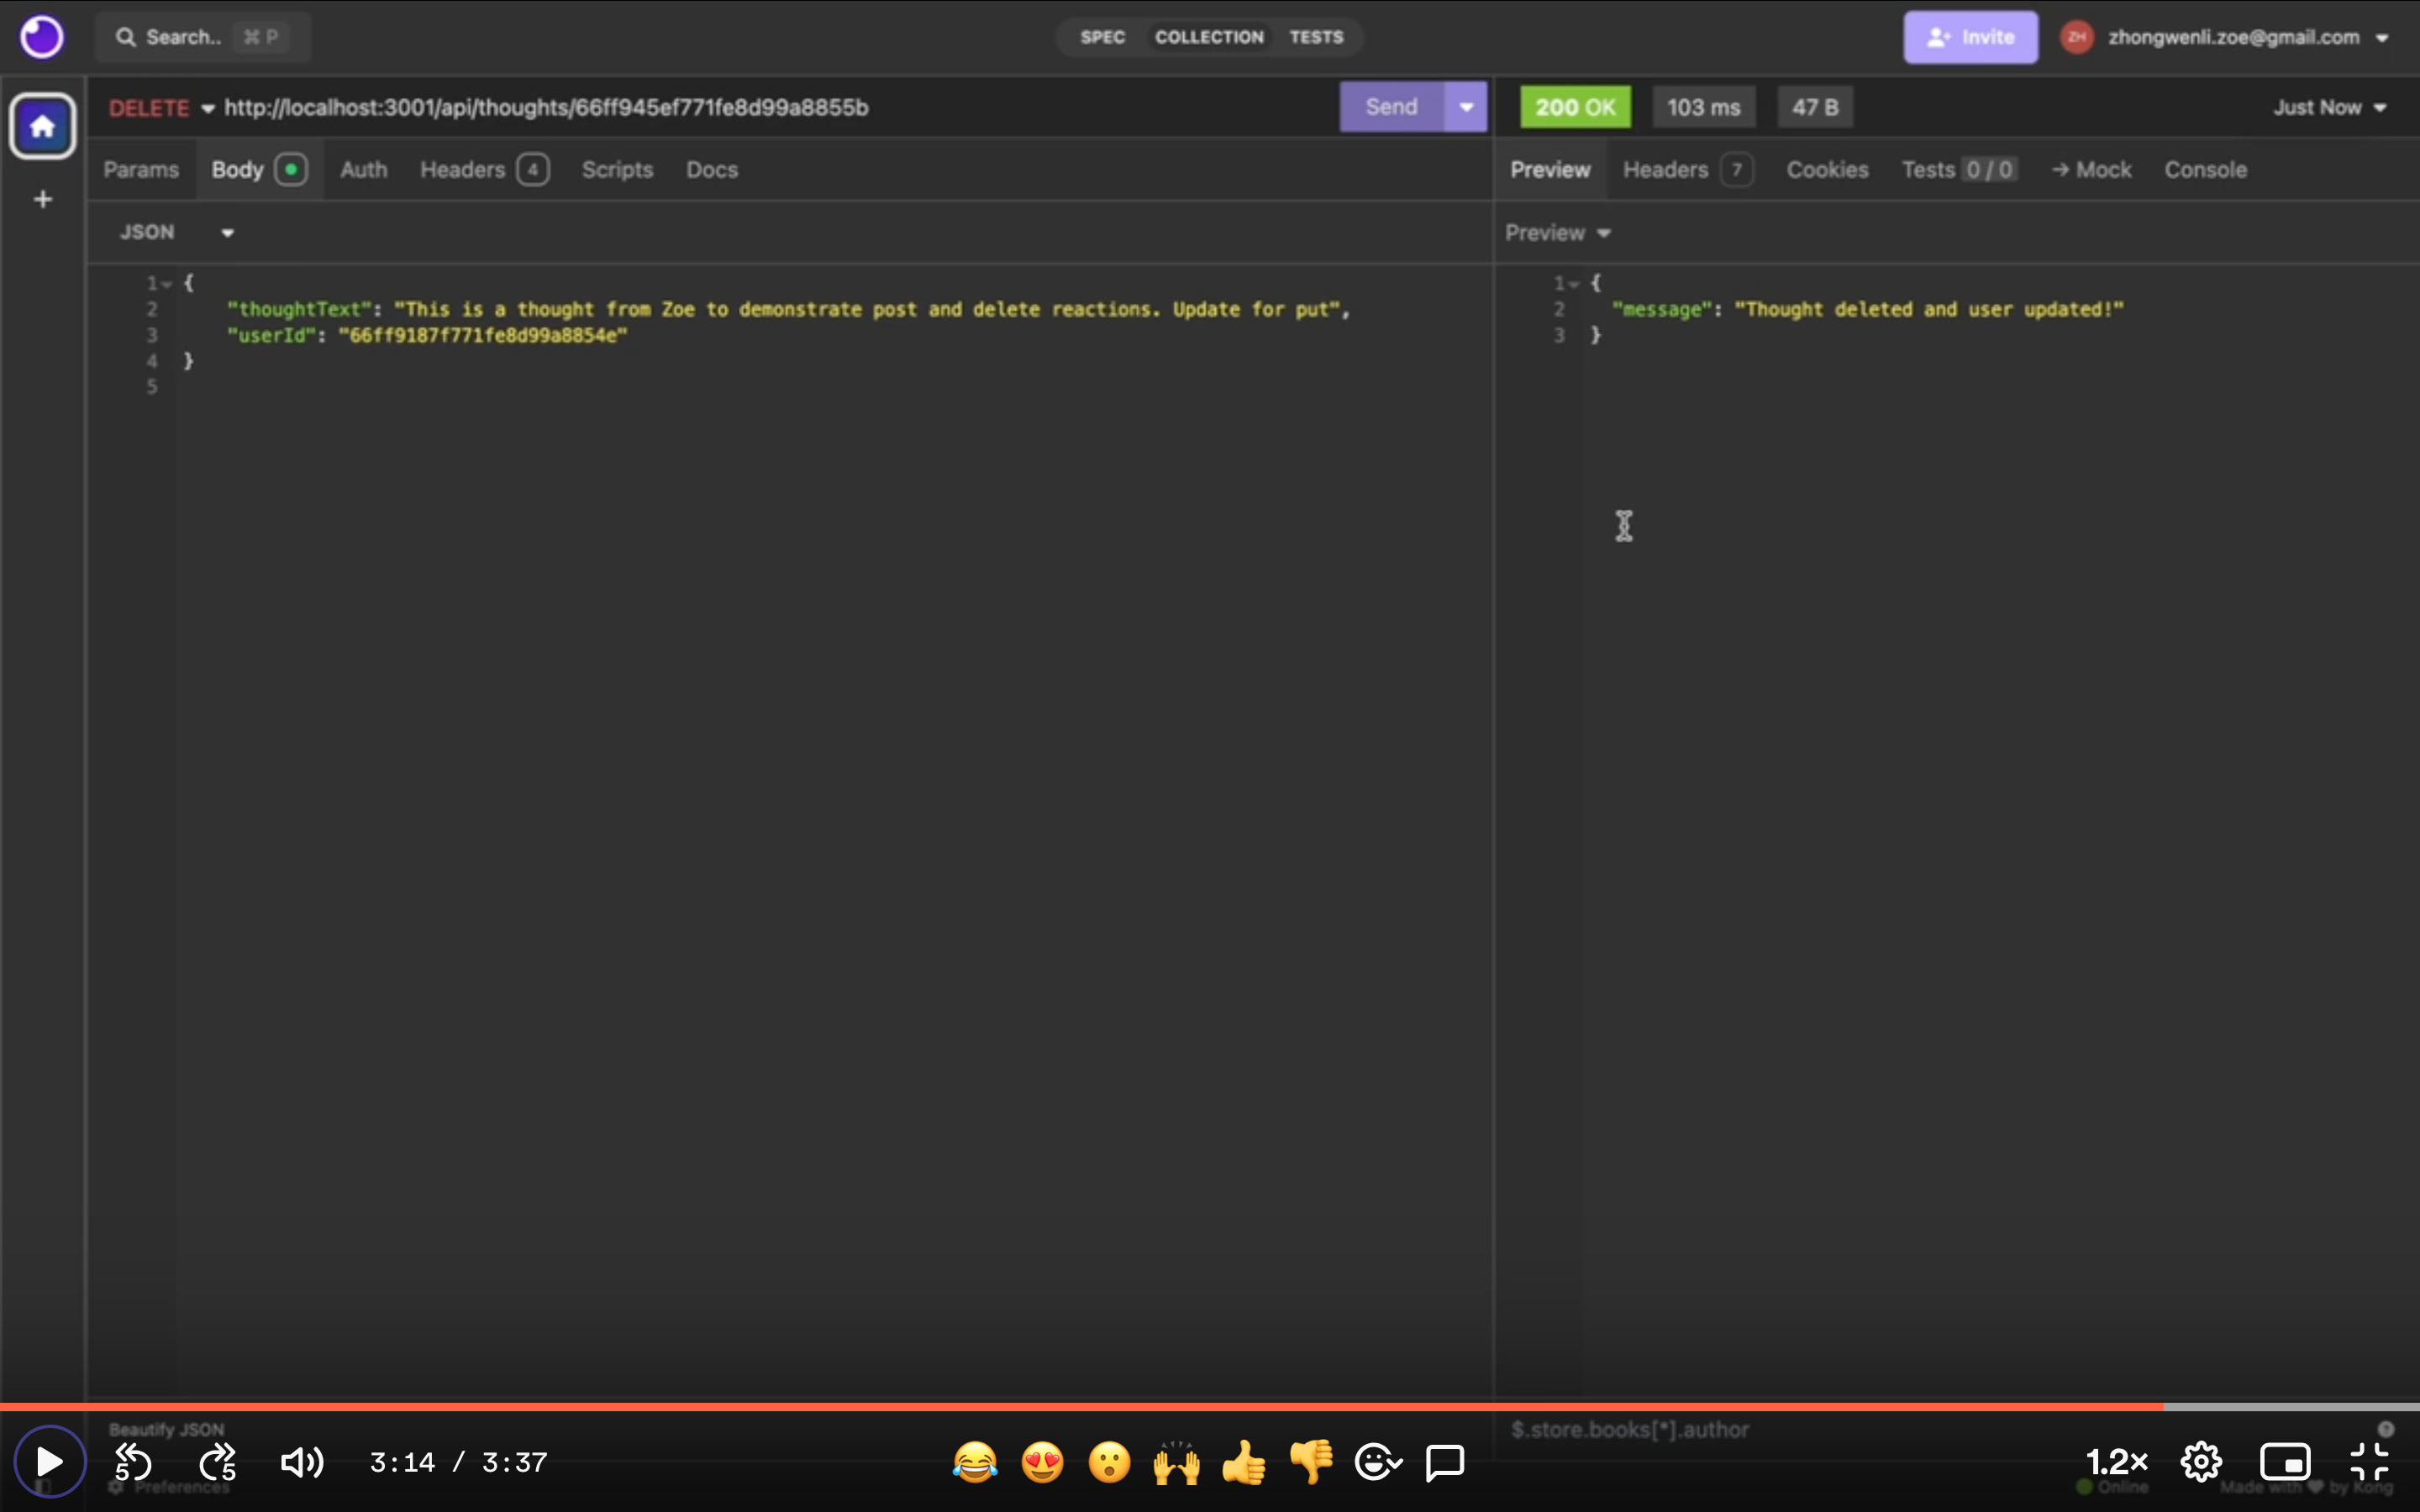 Search.. ⌘ P
SPEC COLLECTION TESTS
Invite
ZH zhongwenli.zoe@gmail.com
DELETE http://localhost:3001/api/thoughts/66ff945ef771fe8d99a8855b
Send
200 OK 103 ms 47 B
Just Now
Params Body Auth Headers 4 Scripts Docs
Preview Headers 7 Cookies Tests 0 / 0 → Mock Console
JSON
Preview
1 {
2 "thoughtText": "This is a thought from Zoe to demonstrate post and delete reactions. Update for put",
3 "userId": "66ff9187f771fe8d99a8854e"
4 }
5
1 {
2 "message": "Thought deleted and user updated!"
3 }
Beautify JSON
$.store.books[*].author
5 5 3:14 / 3:37
1.2×
Preferences
Online
Made with ♥ by Kong